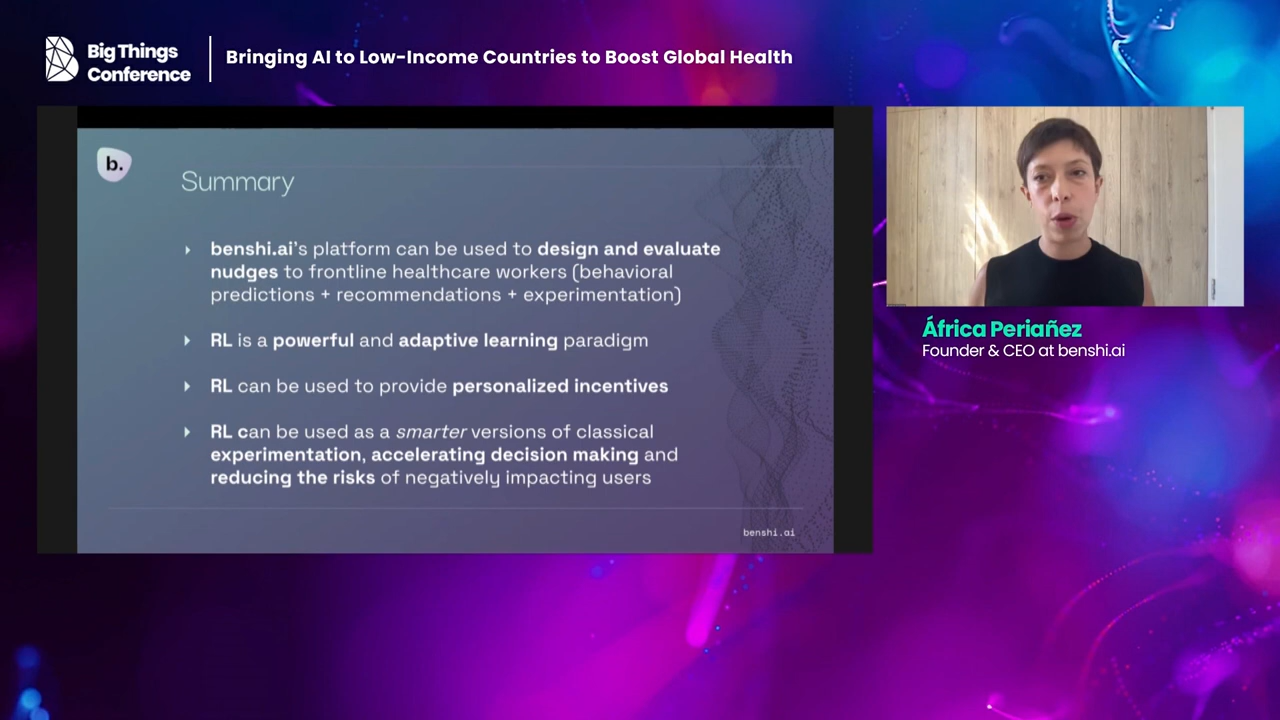 Big Things
Conference
Bringing AI to Low-Income Countries to Boost Global Health
b.
Summary
benshi.ai's platform can be used to design and evaluate
nudges to frontline healthcare workers (behavioral
predictions + recommendations + experimentation)
RL is a powerful and adaptive learning paradigm
RL can be used to provide personalized incentives
RL can be used as a smarter versions of classical
experimentation, accelerating decision making and
reducing the risks of negatively impacting users
benshi.ai
África Periañez
Founder & CEO at benshi.ai